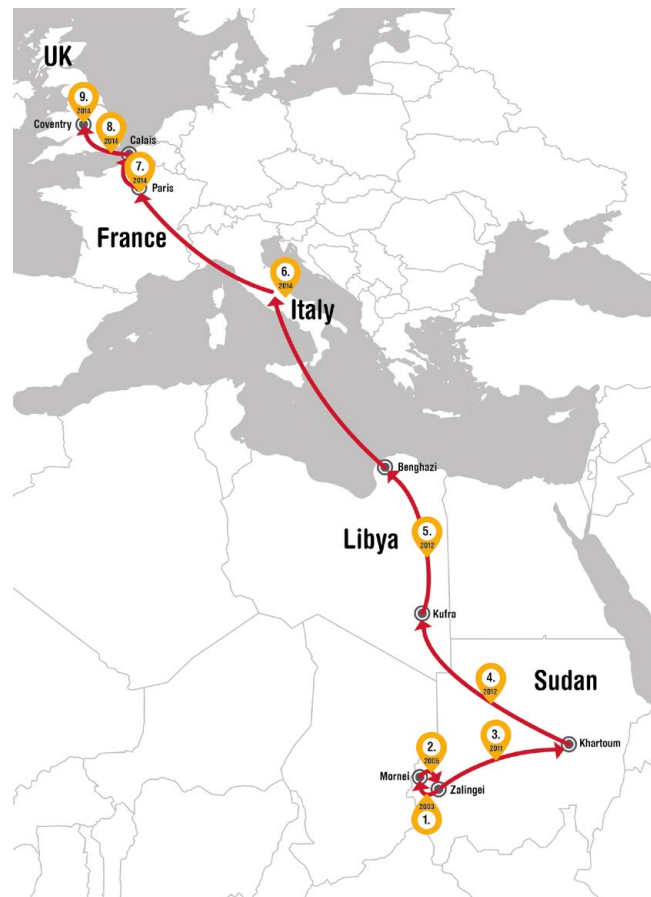 UK
9.
2014
Coventry
8.
2014
Calais
7.
2014
Paris
France
6.
2014
Italy
Benghazi
5.
2012
Libya
Kufra
4.
2012
Sudan
3.
2011
Khartoum
2.
2006
Mornei
Zalingei
2003
1.